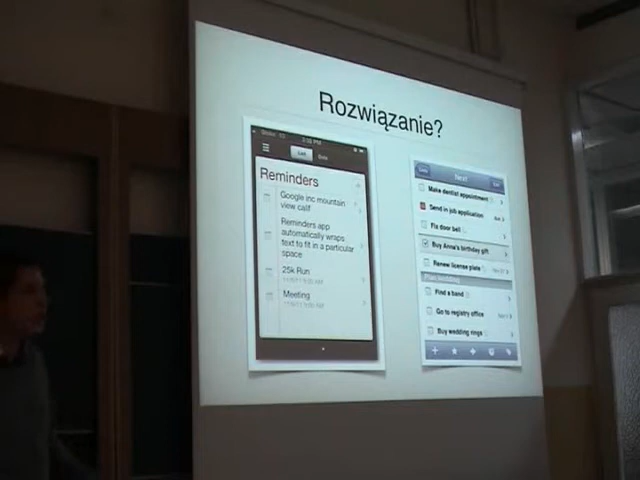 Rozwiązanie?
List
Reminders
Google inc mountain
view calif
Reminders app
automatically wraps
text to fit in a particular
space
25k Run
Meeting
Next
Make dentist appointment
Send in job application
Fix door bell
Buy Anna's birthday gift
Renew license plate
Find a band
Go to registry office
Buy wedding rings